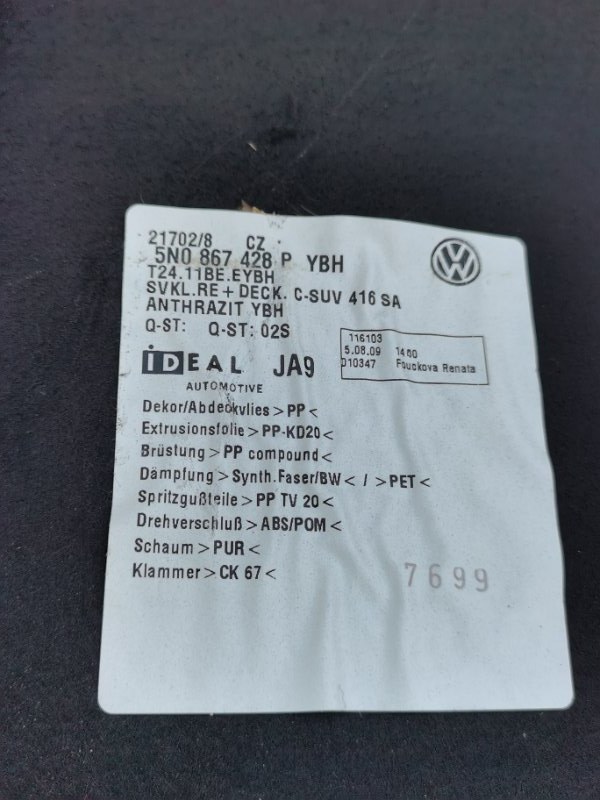 21702/8 CZ
5N0 867 428 P YBH
T24.11BE.EYBH
SVKL.RE+DECK. C-SUV 416 SA
ANTHRAZIT YBH
Q-ST: Q-ST: 02S
116103
5.08.09 1460
D10347 Fouckova Renata
iDEAL JA9
AUTOMOTIVE
Dekor/Abdeckvlies>PP<
Extrusionsfolie>PP-KD20<
Brüstung>PP compound<
Dämpfung>Synth.Faser/BW</>PET<
Spritzgußteile>PP TV 20<
Drehverschluß>ABS/POM<
Schaum>PUR<
Klammer>CK 67<
7699